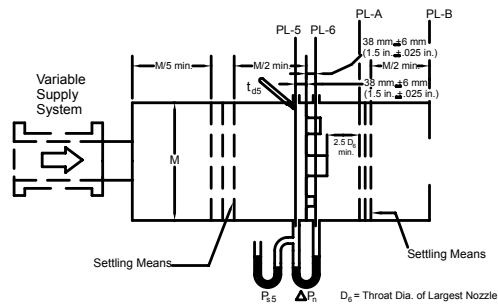 PL-5 PL-6 PL-A PL-B
38 mm ±6 mm
(1.5 in. ±.025 in.)
M/5 min. M/2 min. M/2 min.
38 mm ±6 mm
(1.5 in. ±.025 in.)
td5
Variable
Supply
System
M
2.5 D6
min.
Settling Means
Settling Means
Ps5 ΔPn
D6 = Throat Dia. of Largest Nozzle